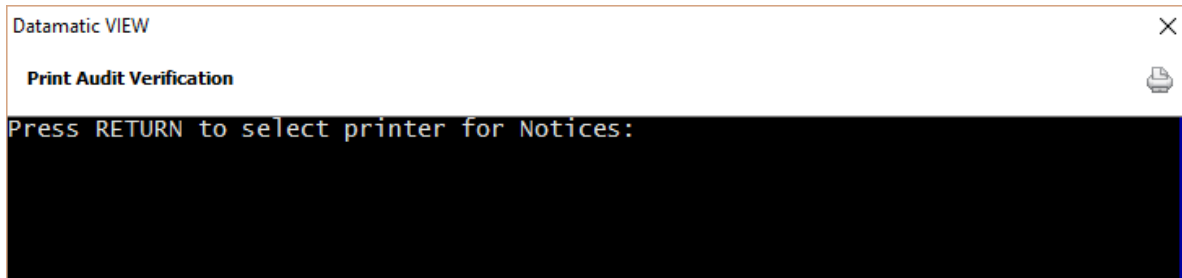 Datamatic VIEW
Print Audit Verification
Press RETURN to select printer for Notices: